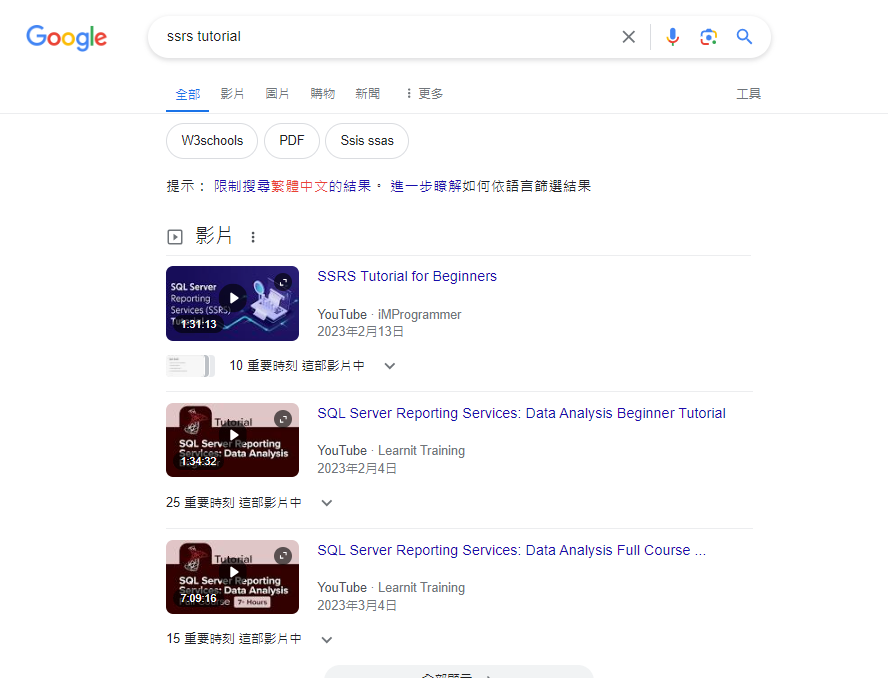 Google
ssrs tutorial
全部 影片 圖片 購物 新聞 更多 工具
W3schools PDF Ssis ssas
提示： 限制搜尋繁體中文的結果。 進一步瞭解如何依語言篩選結果
影片
SQL Server
Reporting
Services (SSRS)
1:31:13
SSRS Tutorial for Beginners
YouTube · iMProgrammer
2023年2月13日
10 重要時刻 這部影片中
Tutorial
SQL Server Reporting
Services: Data Analysis
1:34:32
SQL Server Reporting Services: Data Analysis Beginner Tutorial
YouTube · Learnit Training
2023年2月4日
25 重要時刻 這部影片中
Tutorial
SQL Server Reporting
Services: Data Analysis
7+ Hours
7:09:16
SQL Server Reporting Services: Data Analysis Full Course ...
YouTube · Learnit Training
2023年3月4日
15 重要時刻 這部影片中
全部顯示